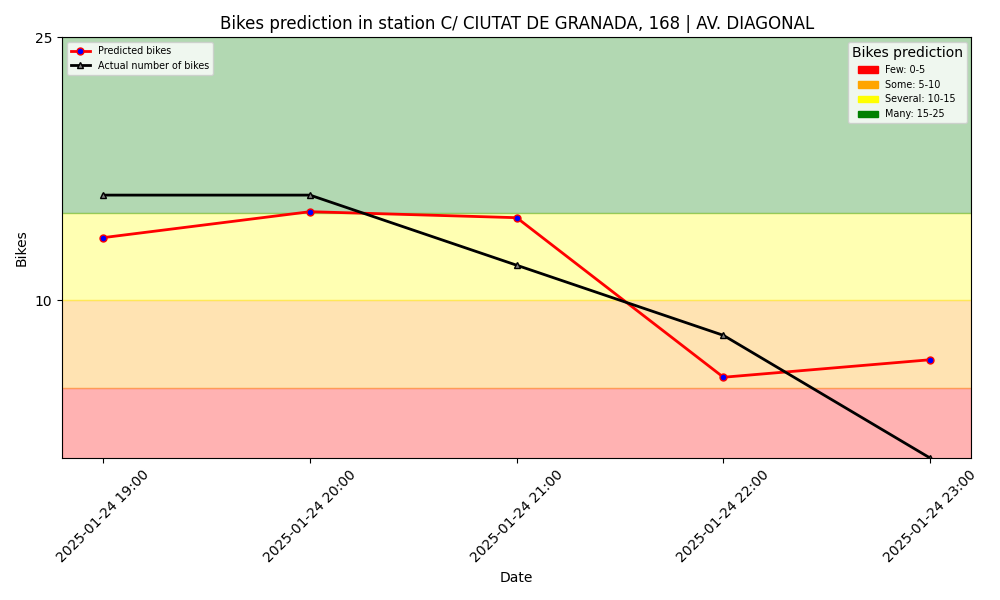 Bikes prediction in station C/ CIUTAT DE GRANADA, 168 | AV. DIAGONAL
25
10
Bikes
Predicted bikes
Actual number of bikes
Bikes prediction
Few: 0-5
Some: 5-10
Several: 10-15
Many: 15-25
2025-01-24 19:00
2025-01-24 20:00
2025-01-24 21:00
2025-01-24 22:00
2025-01-24 23:00
Date